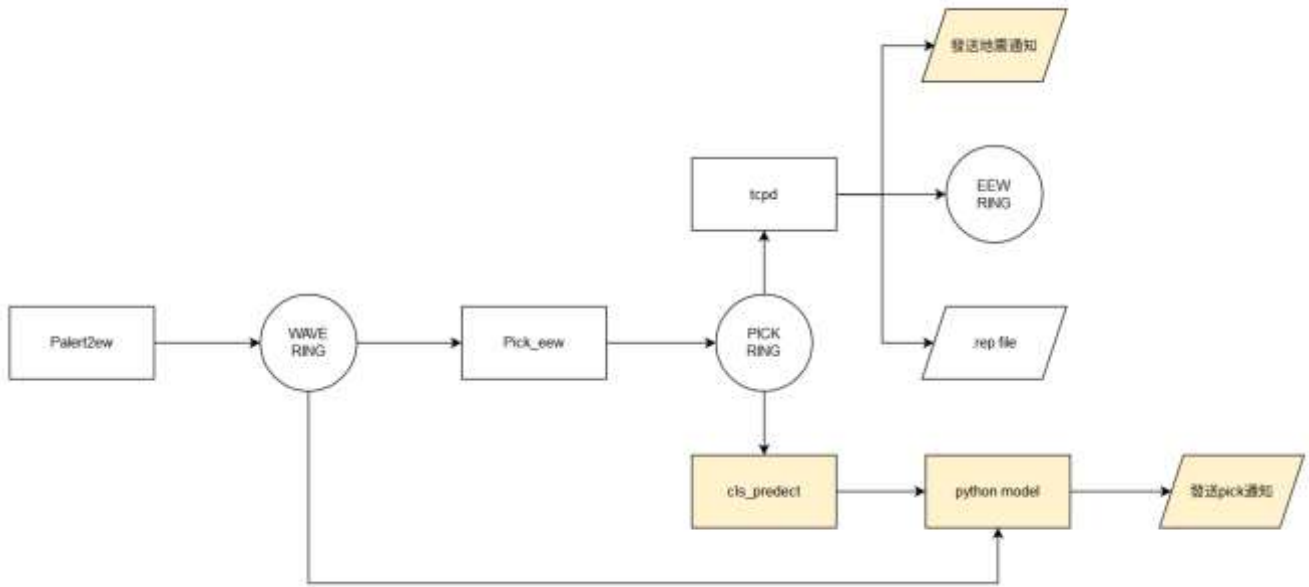 發送地震通知
tcpd
EEW
RING
Palert2ew
WAVE
RING
Pick_eew
PICK
RING
.rep file
cls_predect
python model
發送pick通知